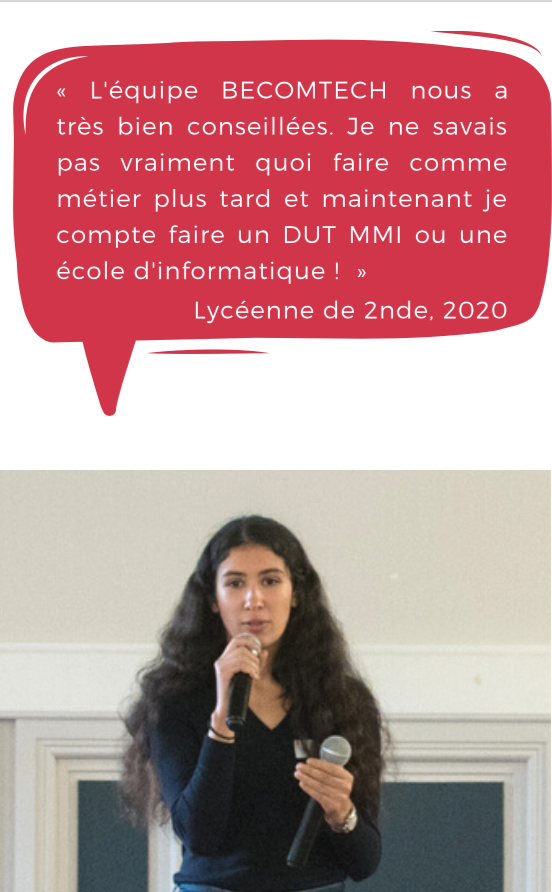 « L'équipe BECOMTECH nous a
très bien conseillées. Je ne savais
pas vraiment quoi faire comme
métier plus tard et maintenant je
compte faire un DUT MMI ou une
école d'informatique ! »
Lycéenne de 2nde, 2020